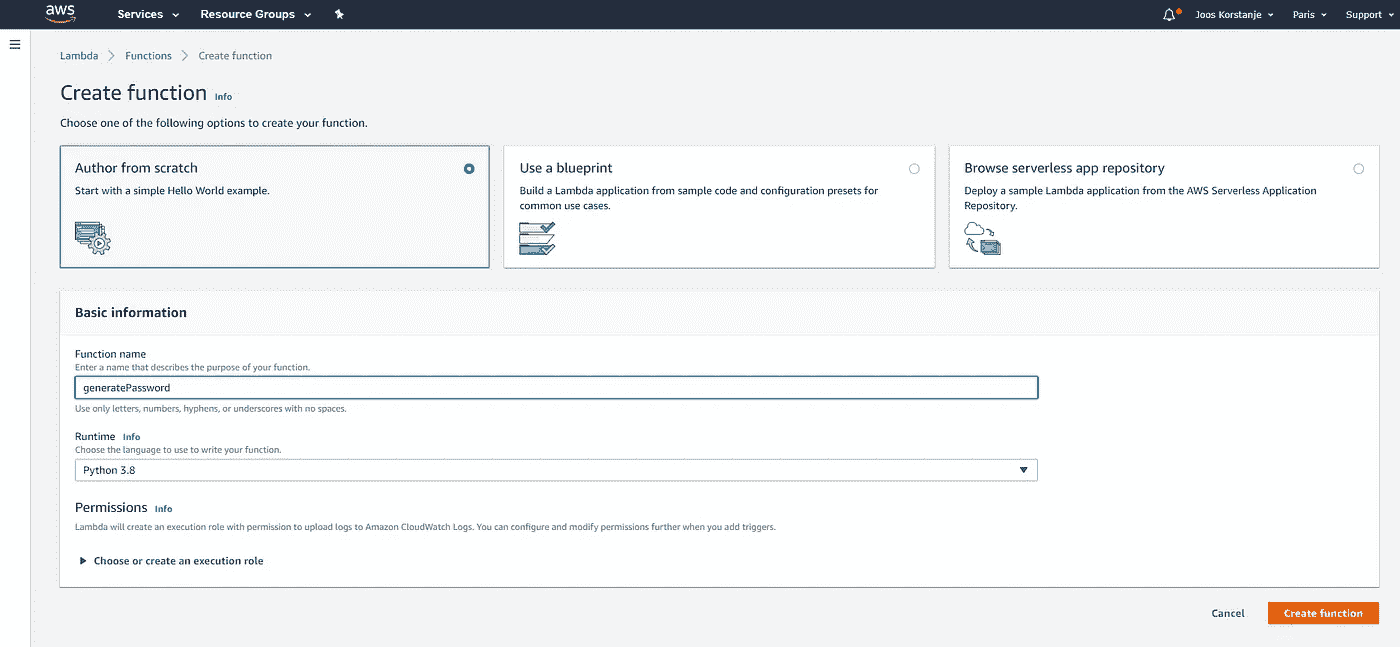 aws Services Resource Groups Joos Korstanje Paris Support
Lambda Functions Create function
Create function Info
Choose one of the following options to create your function.
Author from scratch
Start with a simple Hello World example.
Use a blueprint
Build a Lambda application from sample code and configuration presets for
common use cases.
Browse serverless app repository
Deploy a sample Lambda application from the AWS Serverless Application
Repository.
Basic information
Function name
Enter a name that describes the purpose of your function.
generatePassword
Use only letters, numbers, hyphens, or underscores with no spaces.
Runtime Info
Choose the language to use to write your function.
Python 3.8
Permissions Info
Lambda will create an execution role with permission to upload logs to Amazon CloudWatch Logs. You can configure and modify permissions further when you add triggers.
Choose or create an execution role
Cancel Create function